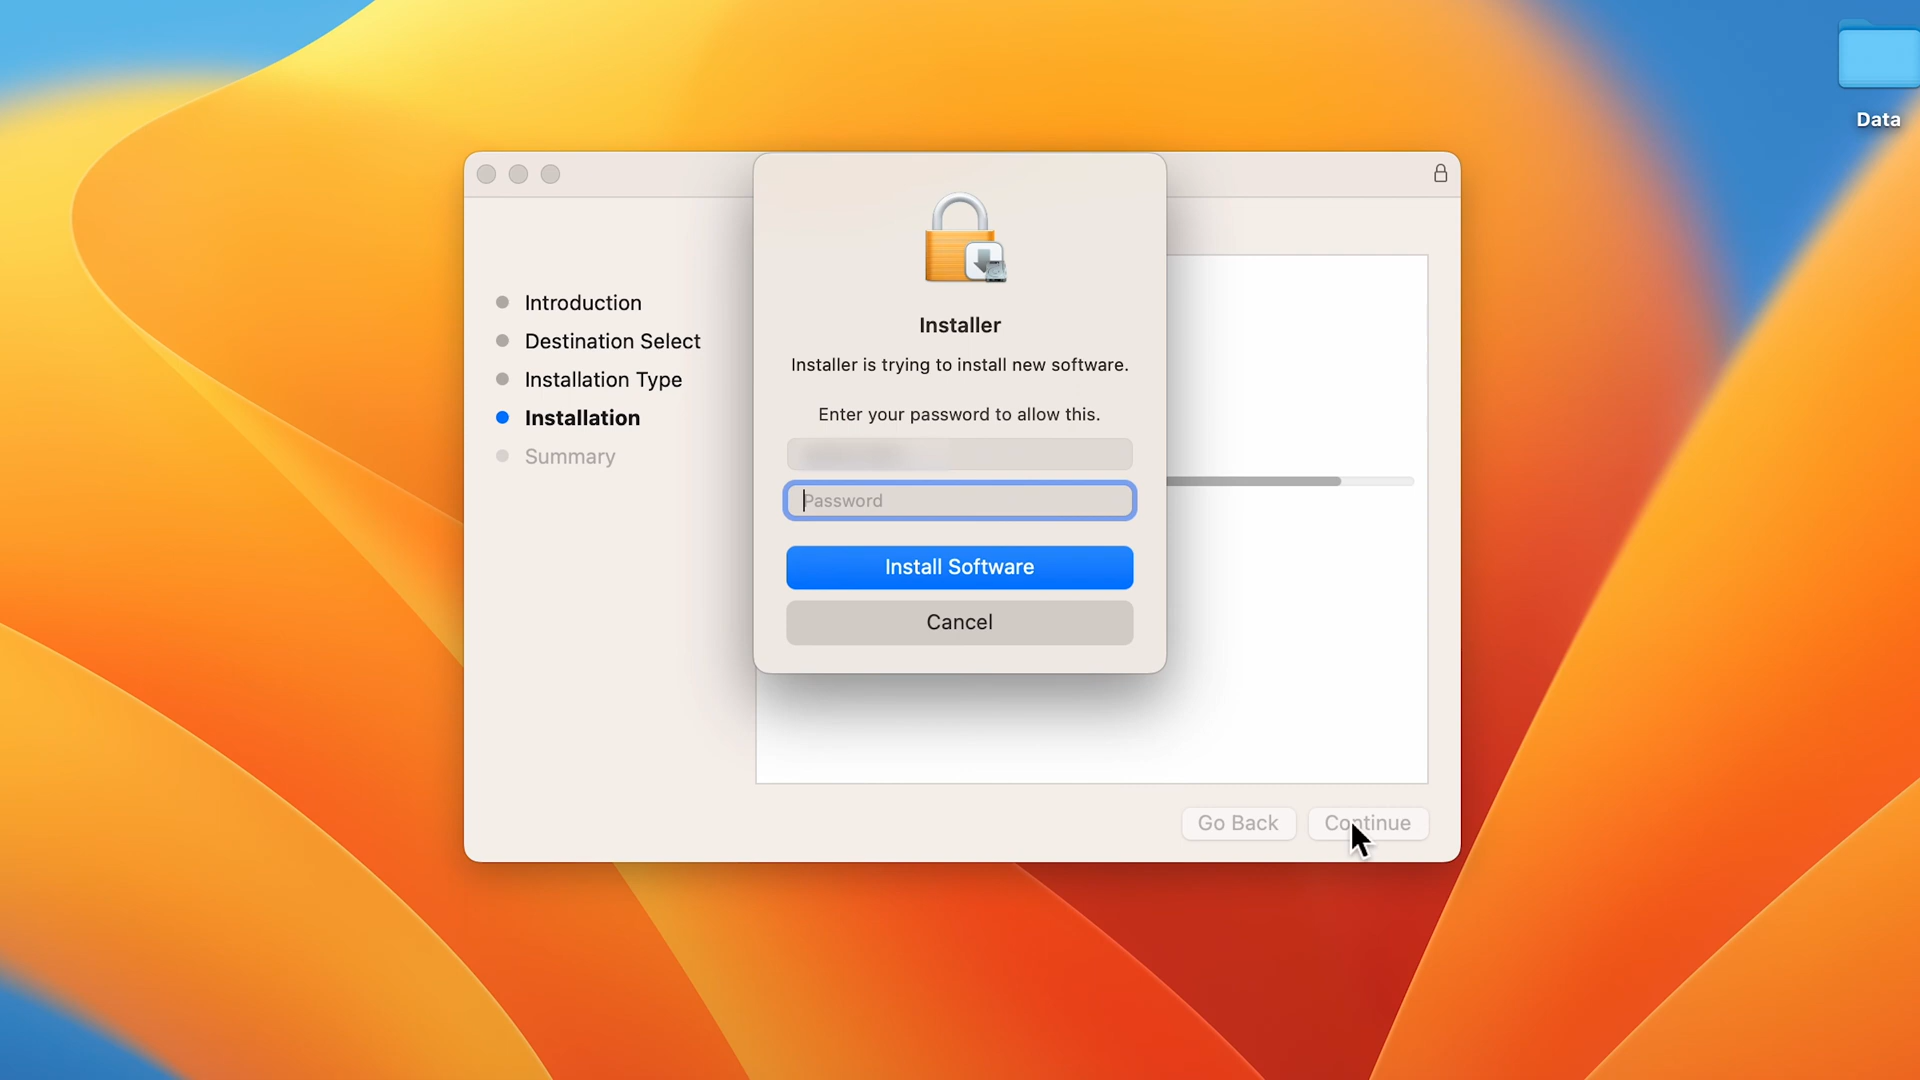 Data
Introduction
Destination Select
Installation Type
Installation
Summary
Installer
Installer is trying to install new software.
Enter your password to allow this.
Password
Install Software
Cancel
Go Back
Continue